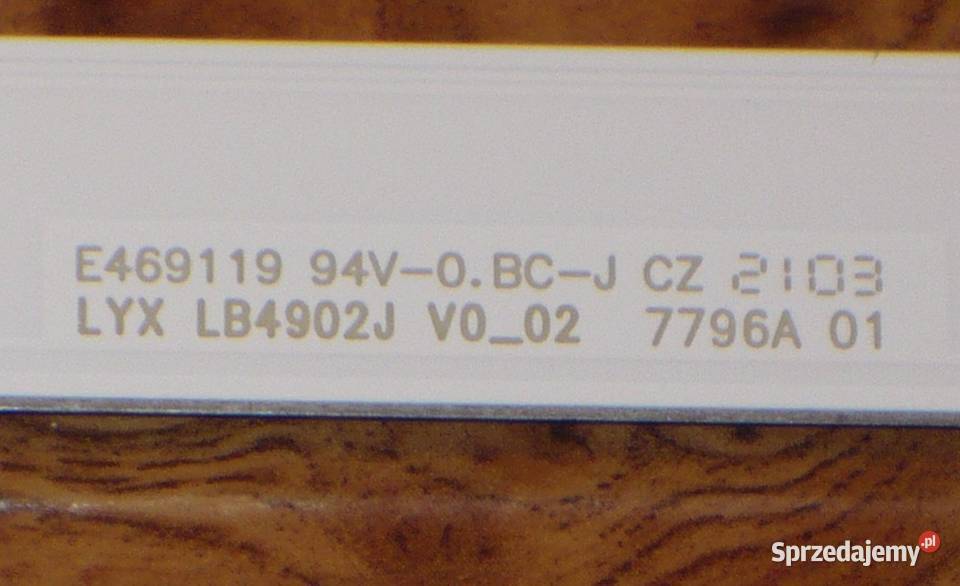 E469119 94V-0.BC-J CZ 2103
LYX LB4902J V0_02 7796A 01
Sprzedajemy.pl